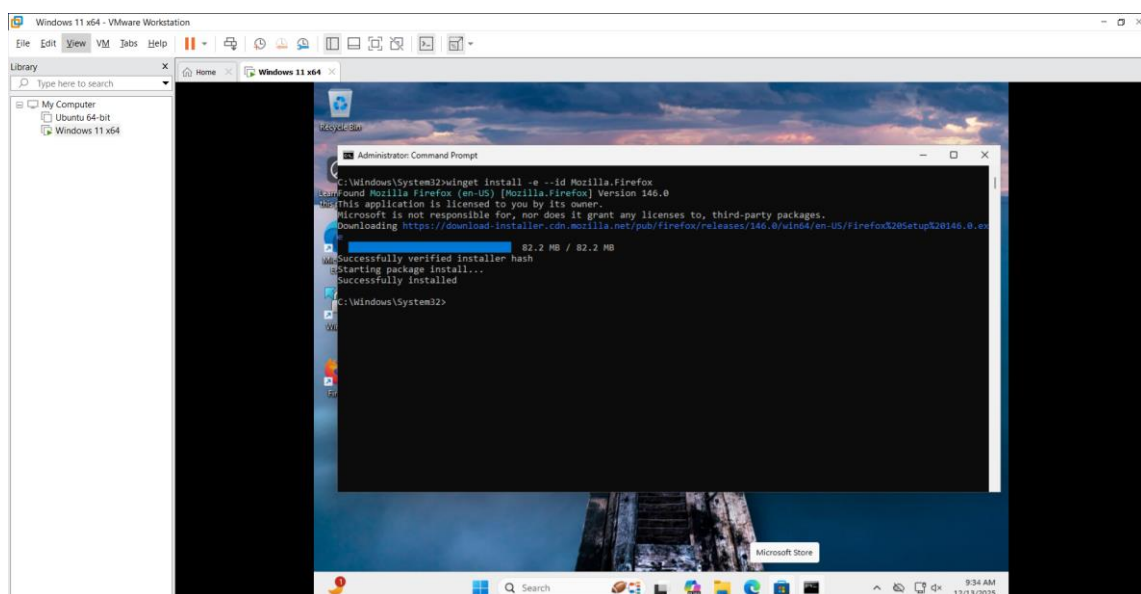 Windows 11 x64 - VMware Workstation
File Edit View VM Tabs Help
Library
Home
Windows 11 x64
Type here to search
My Computer
Ubuntu 64-bit
Windows 11 x64
Recycle Bin
Administrator: Command Prompt
C:\Windows\System32>winget install -e --id Mozilla.Firefox
Found Mozilla Firefox (en-US) [Mozilla.Firefox] Version 146.0
This application is licensed to you by its owner.
Microsoft is not responsible for, nor does it grant any licenses to, third-party packages.
Downloading https://download-installer.cdn.mozilla.net/pub/firefox/releases/146.0/win64/en-US/Firefox%20Setup%20146.0.ex
e
82.2 MB / 82.2 MB
Successfully verified installer hash
Starting package install...
Successfully installed
C:\Windows\System32>
Microsoft Store
1
Search
9:34 AM
12/13/2025